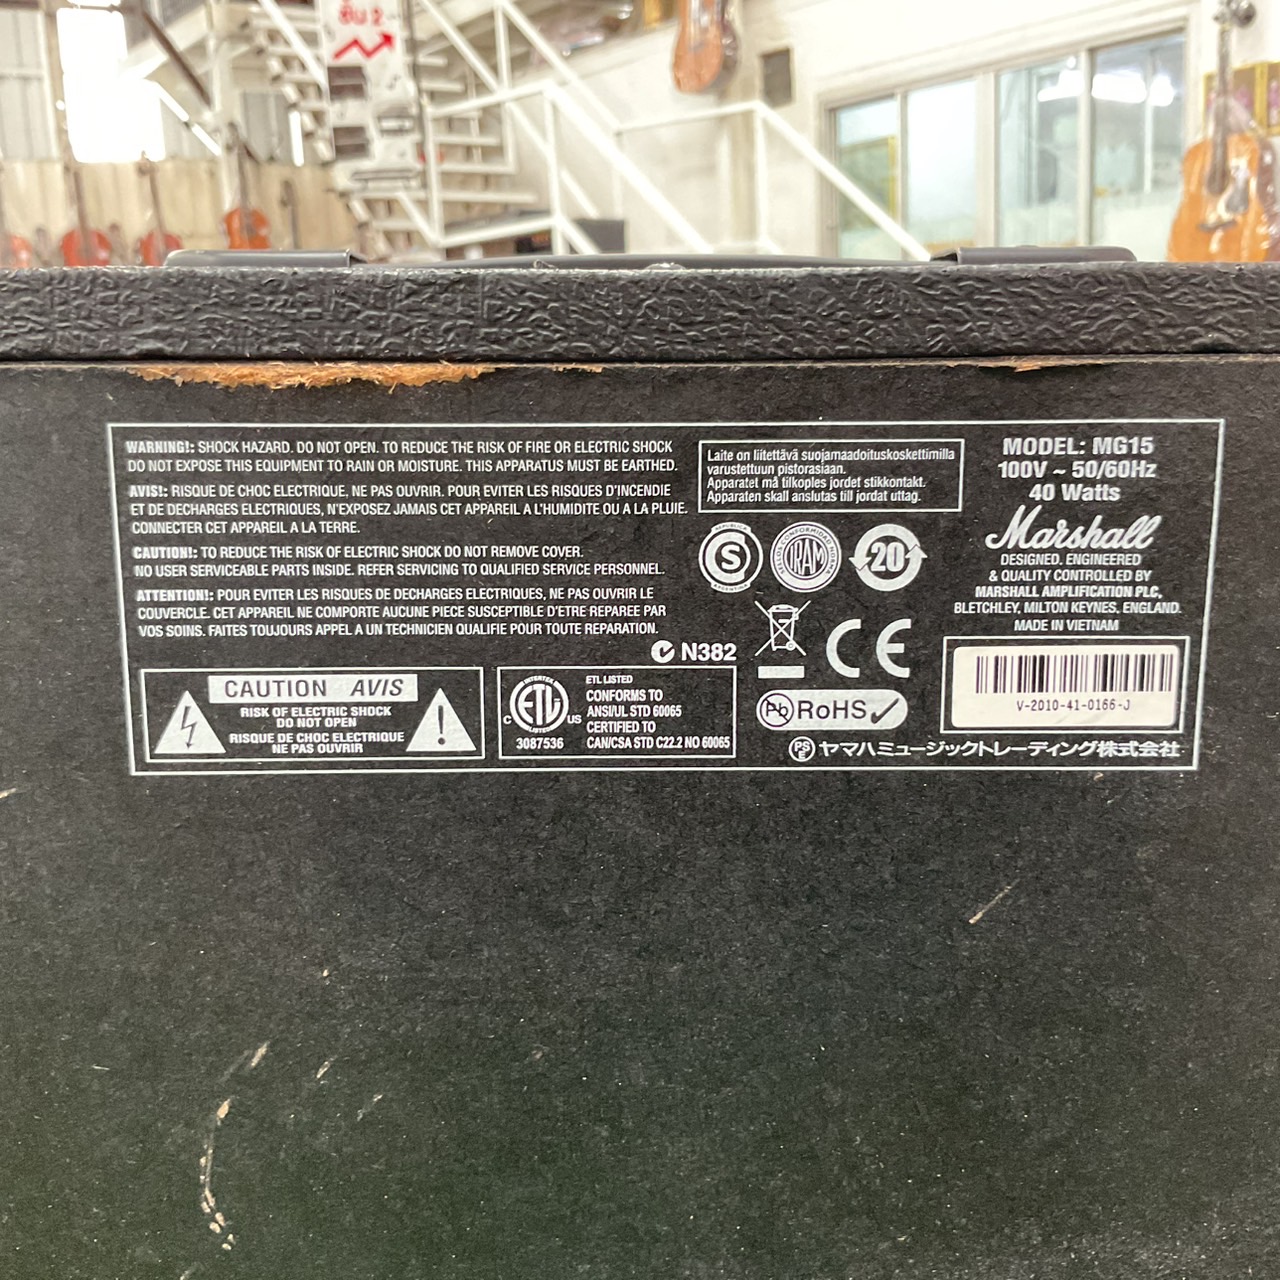 ชั้น 2
WARNING!: SHOCK HAZARD. DO NOT OPEN. TO REDUCE THE RISK OF FIRE OR ELECTRIC SHOCK
DO NOT EXPOSE THIS EQUIPMENT TO RAIN OR MOISTURE. THIS APPARATUS MUST BE EARTHED.
AVIS!: RISQUE DE CHOC ELECTRIQUE, NE PAS OUVRIR. POUR EVITER LES RISQUES D'INCENDIE
ET DE DECHARGES ELECTRIQUES, N'EXPOSEZ JAMAIS CET APPAREIL A L'HUMIDITE OU A LA PLUIE.
CONNECTER CET APPAREIL A LA TERRE.
CAUTION!: TO REDUCE THE RISK OF ELECTRIC SHOCK DO NOT REMOVE COVER.
NO USER SERVICEABLE PARTS INSIDE. REFER SERVICING TO QUALIFIED SERVICE PERSONNEL.
ATTENTION!: POUR EVITER LES RISQUES DE DECHARGES ELECTRIQUES, NE PAS OUVRIR LE
COUVERCLE. CET APPAREIL NE COMPORTE AUCUNE PIECE SUSCEPTIBLE D'ETRE REPAREE PAR
VOS SOINS. FAITES TOUJOURS APPEL A UN TECHNICIEN QUALIFIE POUR TOUTE REPARATION.
N382
CAUTION AVIS
RISK OF ELECTRIC SHOCK
DO NOT OPEN
RISQUE DE CHOC ELECTRIQUE
NE PAS OUVRIR
INTERTEK
C ETL US
LISTED
3087536
ETL LISTED
CONFORMS TO
ANSI/UL STD 60065
CERTIFIED TO
CAN/CSA STD C22.2 NO 60065
Laite on liitettävä suojamaadoituskoskettimilla
varustettuun pistorasiaan.
Apparatet må tilkoples jordet stikkontakt.
Apparaten skall anslutas till jordat uttag.
REPUBLICA
S
ARGENTINA
IRAM
20
CE
Pb RoHS
MODEL: MG15
100V ~ 50/60Hz
40 Watts
Marshall
DESIGNED. ENGINEERED
& QUALITY CONTROLLED BY
MARSHALL AMPLIFICATION PLC,
BLETCHLEY, MILTON KEYNES, ENGLAND.
MADE IN VIETNAM
V-2010-41-0166-J
PS E ヤマハミュージックトレーディング株式会社